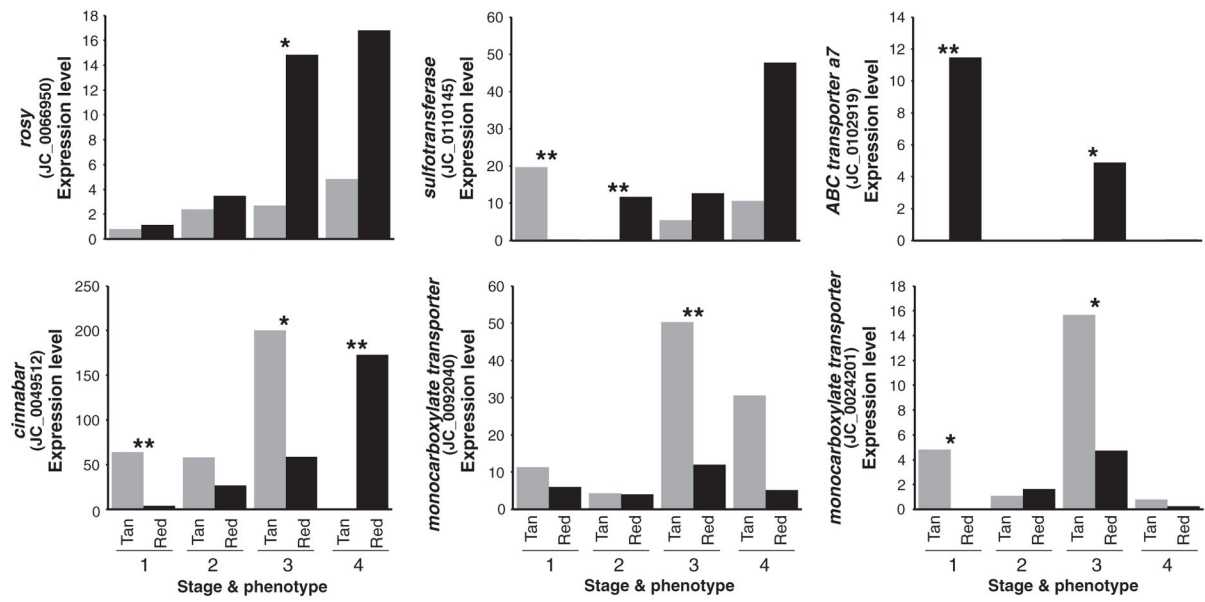 rosy
(JC_0066950)
Expression level
18
16
14
12
10
8
6
4
2
0
*
sulfotransferase
(JC_0110145)
Expression level
60
50
40
30
20
10
0
**
**
ABC transporter a7
(JC_0102919)
Expression level
14
12
10
8
6
4
2
0
**
*
cinnabar
(JC_0049512)
Expression level
250
200
150
100
50
0
**
*
**
Tan Red Tan Red Tan Red Tan Red
1 2 3 4
Stage & phenotype
monocarboxylate transporter
(JC_0092040)
Expression level
60
50
40
30
20
10
0
**
Tan Red Tan Red Tan Red Tan Red
1 2 3 4
Stage & phenotype
monocarboxylate transporter
(JC_0024201)
Expression level
18
16
14
12
10
8
6
4
2
0
*
*
Tan Red Tan Red Tan Red Tan Red
1 2 3 4
Stage & phenotype